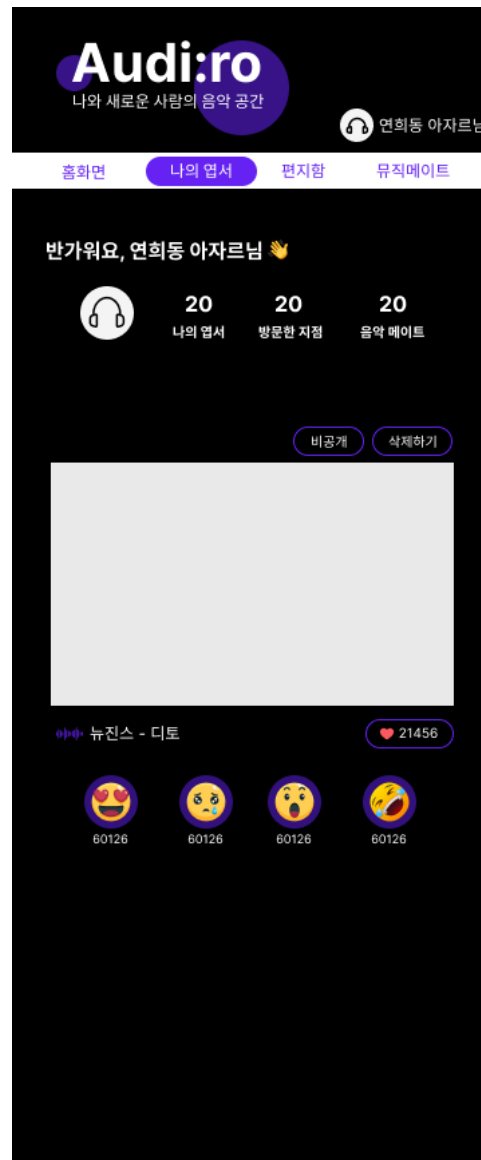 Audi:ro
나와 새로운 사람의 음악 공간
연희동 아자르님
홈화면 나의 엽서 편지함 뮤직메이트
반가워요, 연희동 아자르님 👋
20 20 20
나의 엽서 방문한 지점 음악 메이트
비공개 삭제하기
뉴진스 - 디토 ❤️ 21456
60126 60126 60126 60126